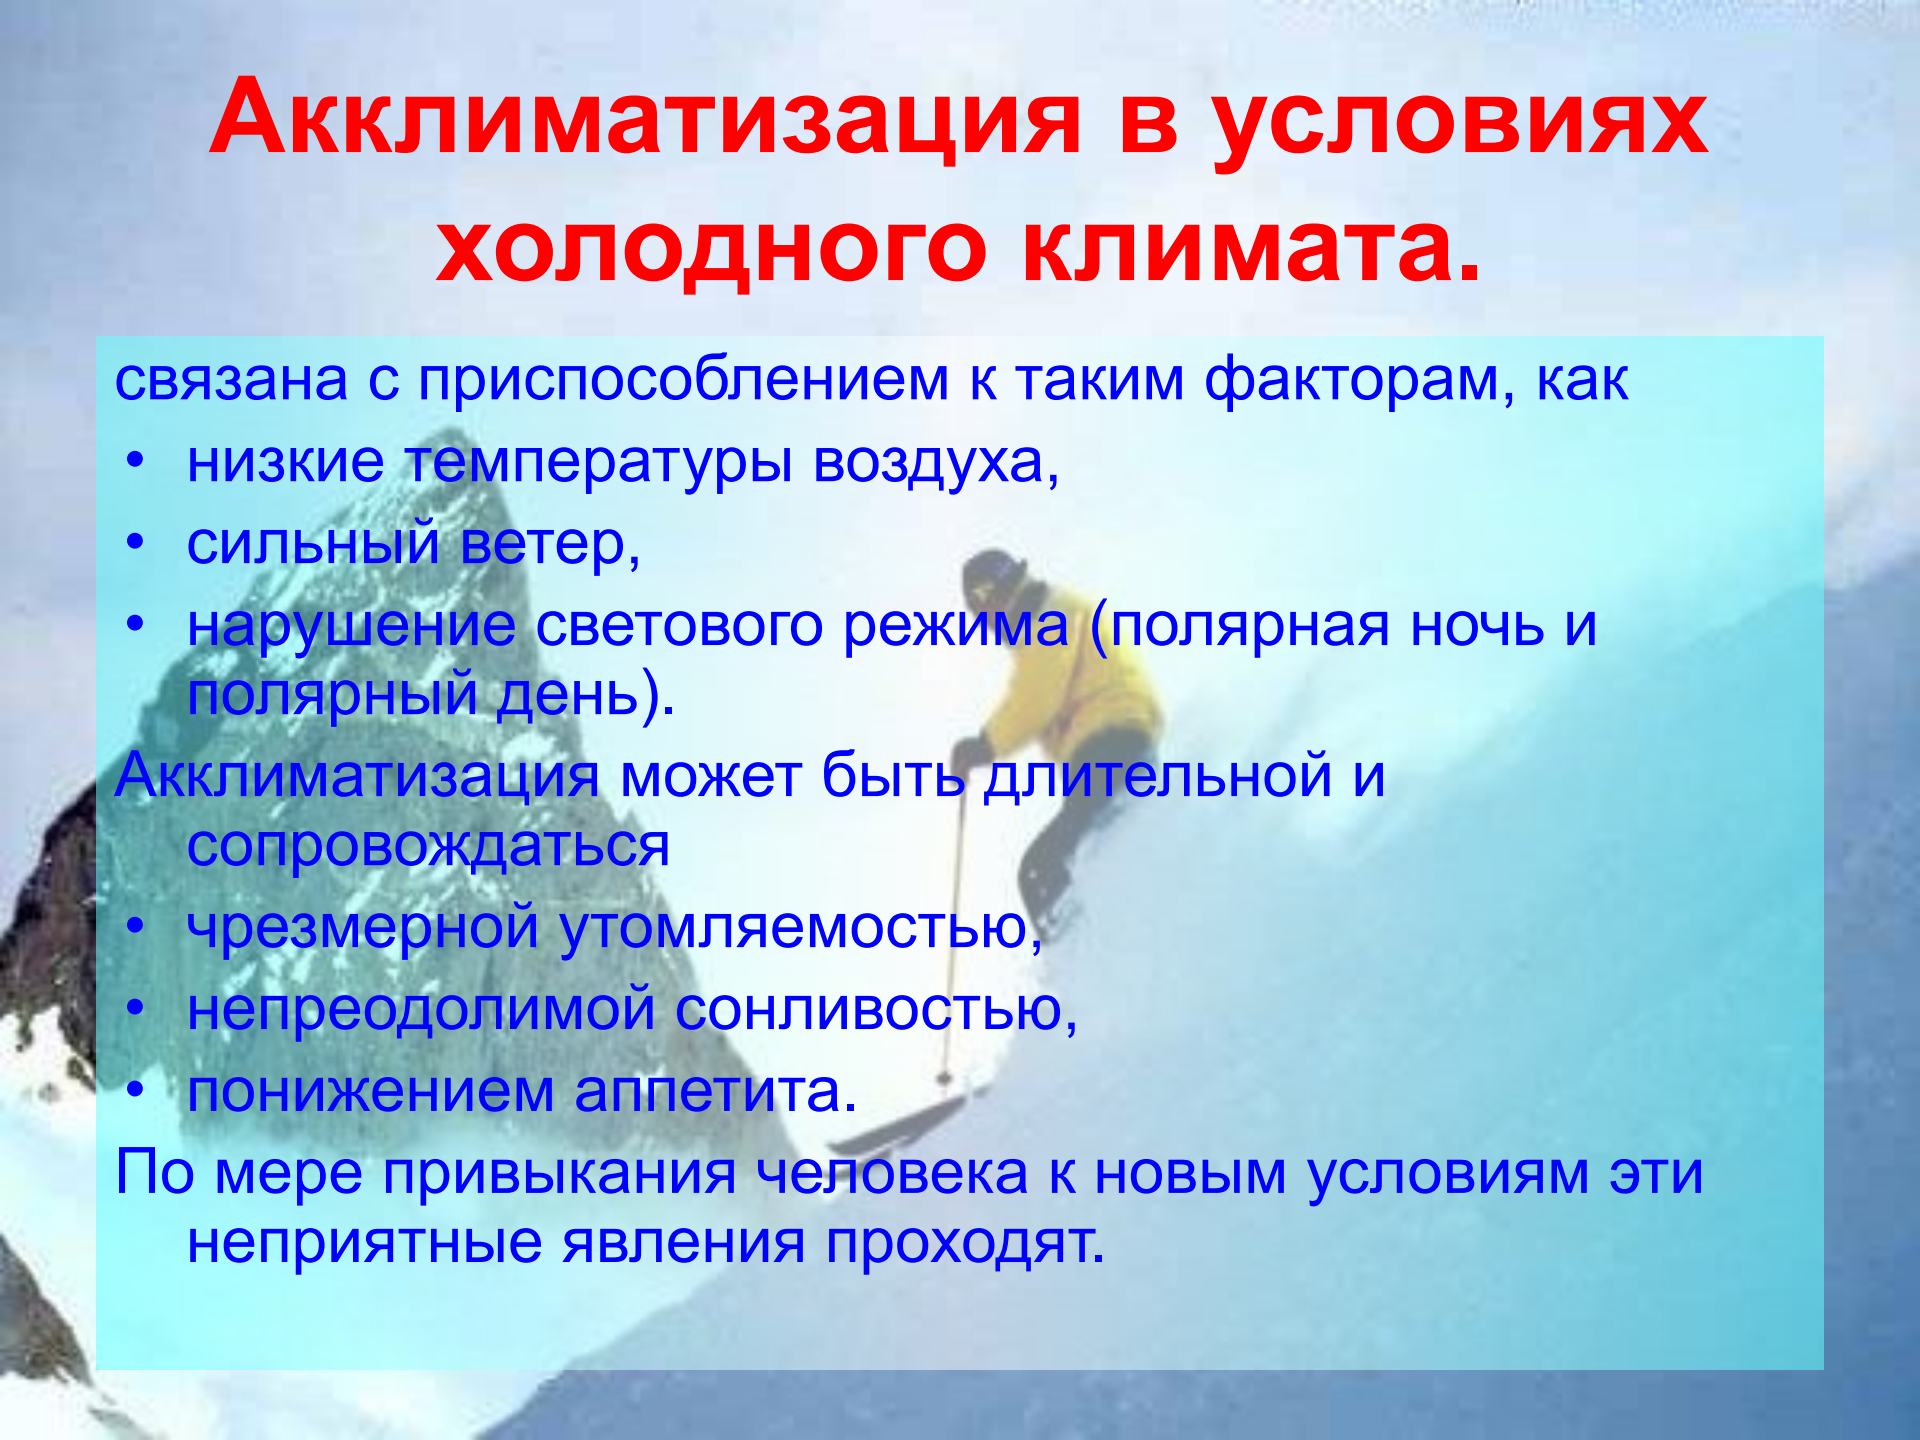 Акклиматизация в условиях
холодного климата.
связана с приспособлением к таким факторам, как
• низкие температуры воздуха,
• сильный ветер,
• нарушение светового режима (полярная ночь и
полярный день).
Акклиматизация может быть длительной и
сопровождаться
• чрезмерной утомляемостью,
• непреодолимой сонливостью,
• понижением аппетита.
По мере привыкания человека к новым условиям эти
неприятные явления проходят.